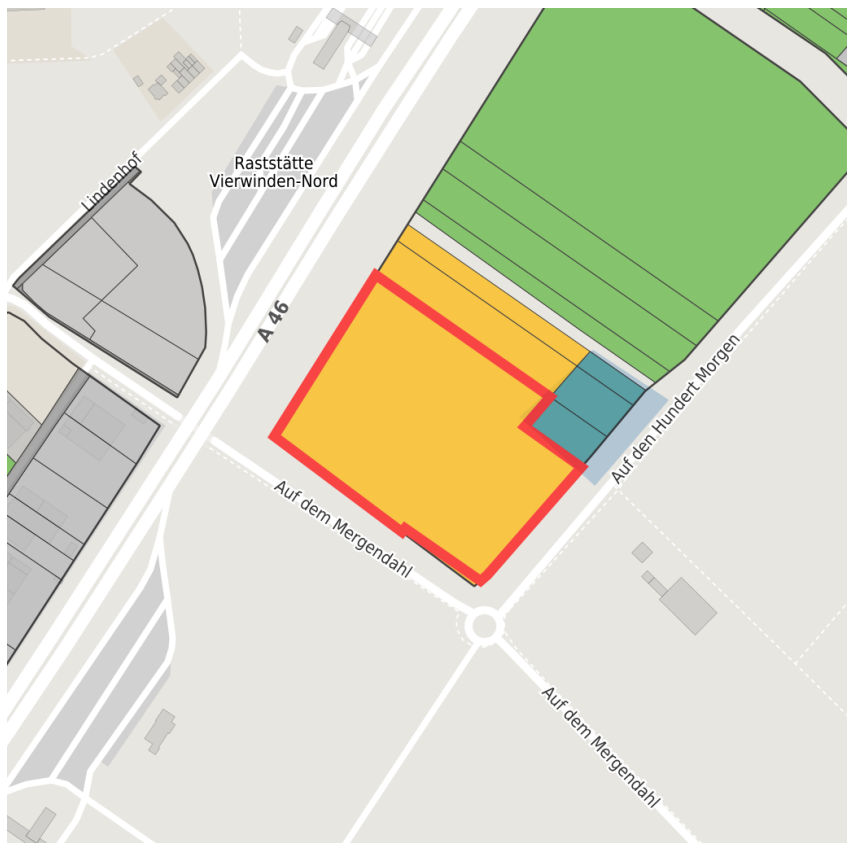 Lindenhof
Raststätte
Vierwinden-Nord
A 46
Auf den Hundert Morgen
Auf dem Mergendahl
Auf dem Mergendahl